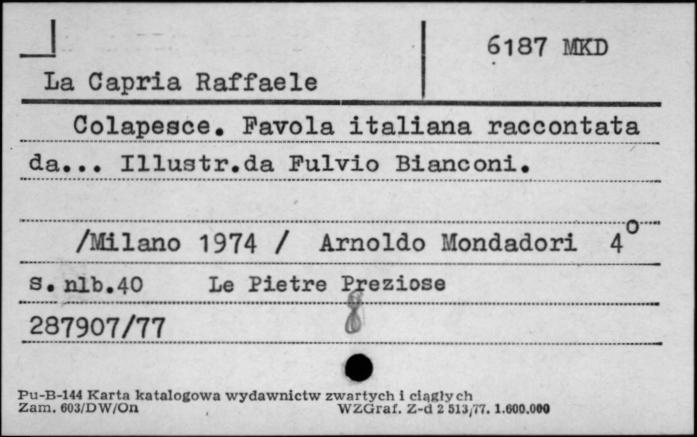 6187 MKD
La Capria Raffaele
Colapesce. Favola italiana raccontata
da... Illustr.da Fulvio Bianconi.
/Milano 1974 / Arnoldo Mondadori 4°
s. nlb.40 Le Pietre Preziose
8
287907/77
Pu-B-144 Karta katalogowa wydawnictw zwartych i ciągłych
Zam. 603/DW/On WZGraf. Z-d 2 513,77. 1.600.000